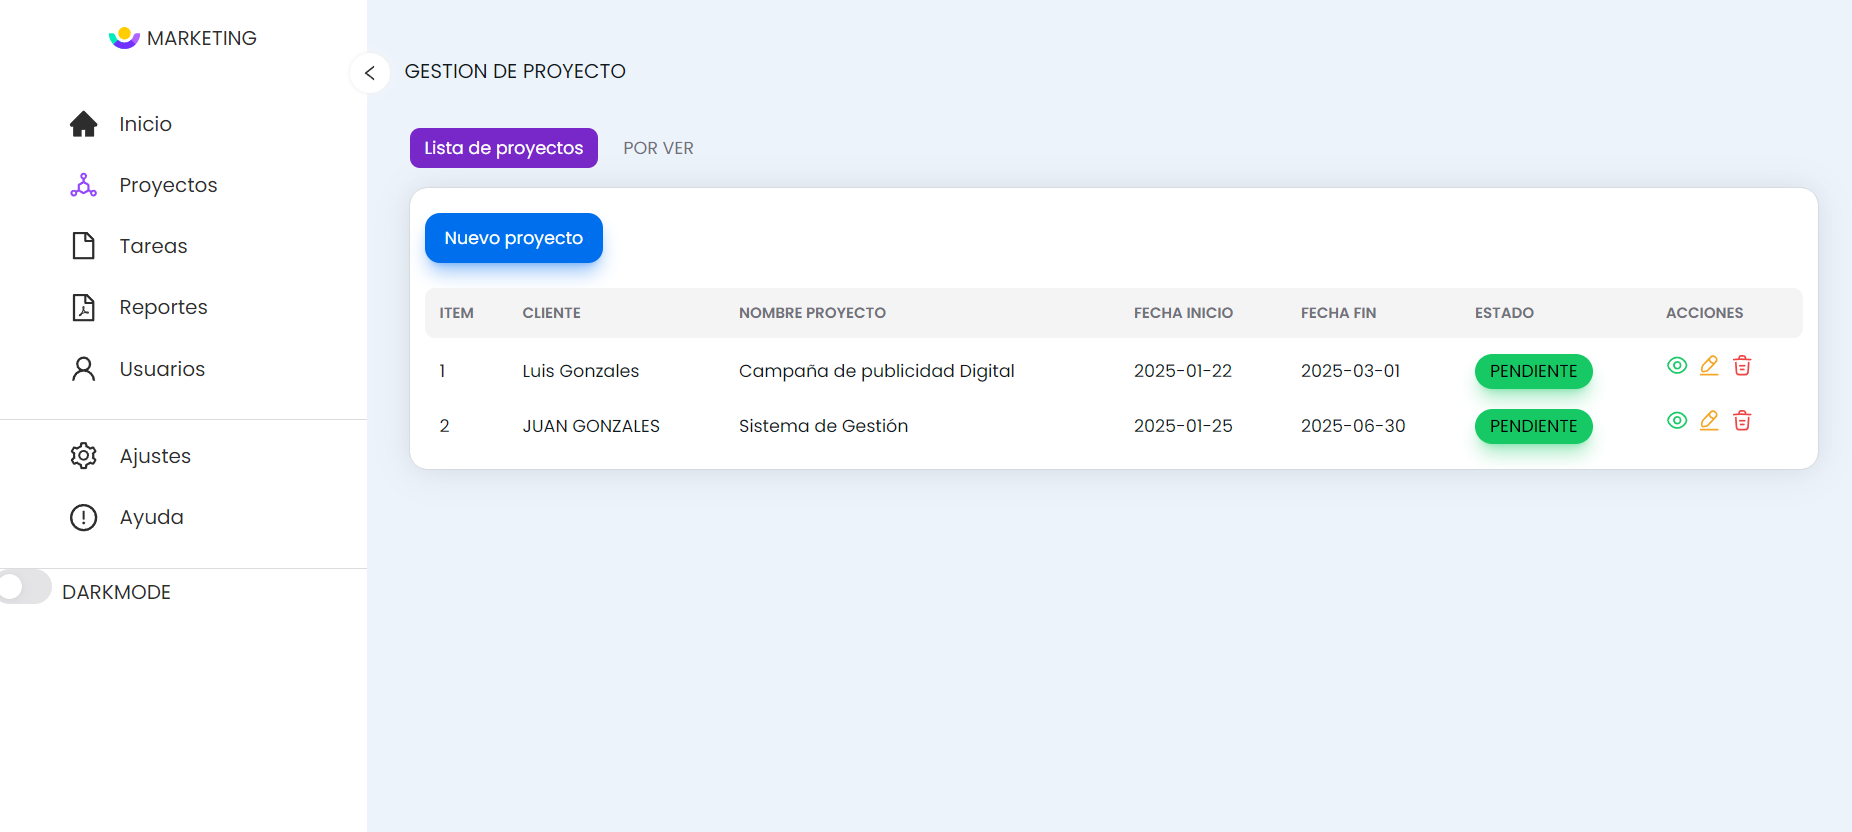 MARKETING
Inicio
Proyectos
Tareas
Reportes
Usuarios
Ajustes
Ayuda
DARKMODE
GESTION DE PROYECTO
Lista de proyectos POR VER
Nuevo proyecto
ITEM CLIENTE NOMBRE PROYECTO FECHA INICIO FECHA FIN ESTADO ACCIONES
1 Luis Gonzales Campaña de publicidad Digital 2025-01-22 2025-03-01 PENDIENTE
2 JUAN GONZALES Sistema de Gestión 2025-01-25 2025-06-30 PENDIENTE